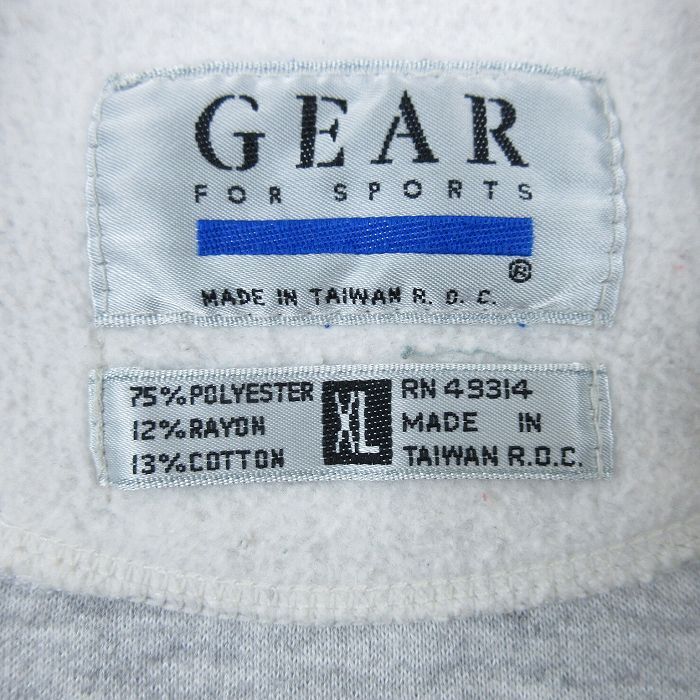 GEAR
FOR SPORTS
®
MADE IN TAIWAN R.O.C.
75%POLYESTER
12%RAYON
13%COTTON
XL
RN 49314
MADE IN
TAIWAN R.O.C.